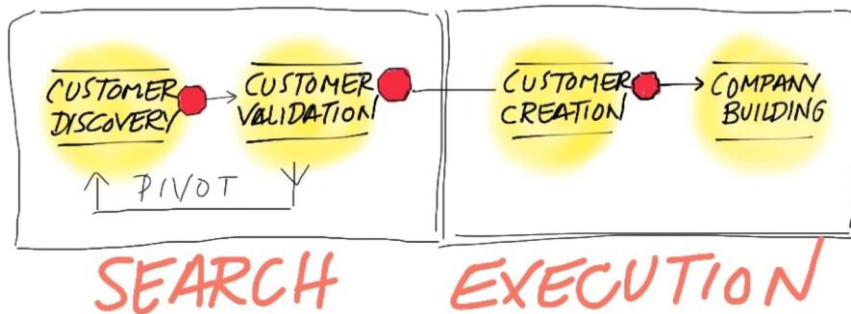 CUSTOMER
DISCOVERY
CUSTOMER
VALIDATION
PIVOT
CUSTOMER
CREATION
COMPANY
BUILDING
SEARCH
EXECUTION